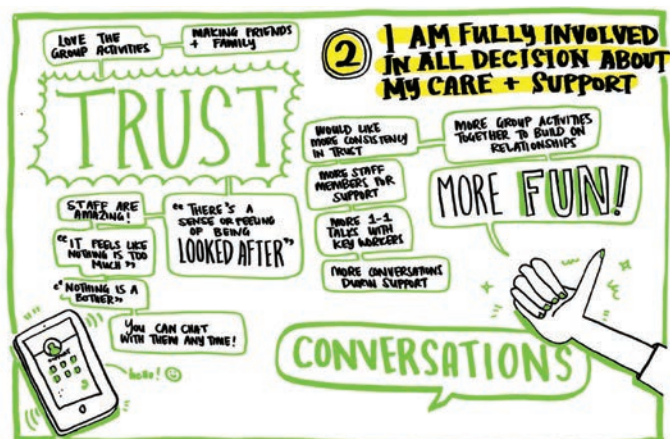 LOVE THE
GROUP ACTIVITIES
MAKING FRIENDS
+ FAMILY
2
I AM FULLY INVOLVED
IN ALL DECISION ABOUT
MY CARE + SUPPORT
TRUST
WOULD LIKE
MORE CONSISTENCY
IN TRUST
MORE GROUP ACTIVITIES
TOGETHER TO BUILD ON
RELATIONSHIPS
MORE STAFF
MEMBERS FOR
SUPPORT
MORE FUN!
STAFF ARE
AMAZING!
“THERE'S A
SENSE OR FEELING
OF BEING
LOOKED AFTER”
MORE 1-1
TALKS WITH
KEY WORKERS
“IT FEELS LIKE
NOTHING IS TOO
MUCH”
MORE CONVERSATIONS
DURIN SUPPORT
“NOTHING IS A
BOTHER”
YOU CAN CHAT
WITH THEM ANY TIME!
CONVERSATIONS
hello!